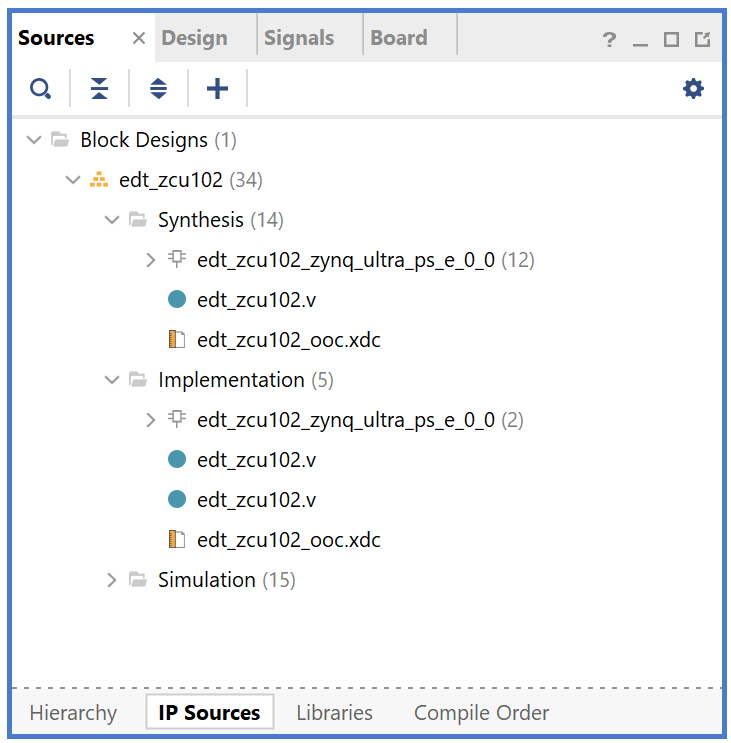 Sources × Design Signals Board ?
Block Designs (1)
edt_zcu102 (34)
Synthesis (14)
edt_zcu102_zynq_ultra_ps_e_0_0 (12)
edt_zcu102.v
edt_zcu102_ooc.xdc
Implementation (5)
edt_zcu102_zynq_ultra_ps_e_0_0 (2)
edt_zcu102.v
edt_zcu102.v
edt_zcu102_ooc.xdc
Simulation (15)
Hierarchy IP Sources Libraries Compile Order